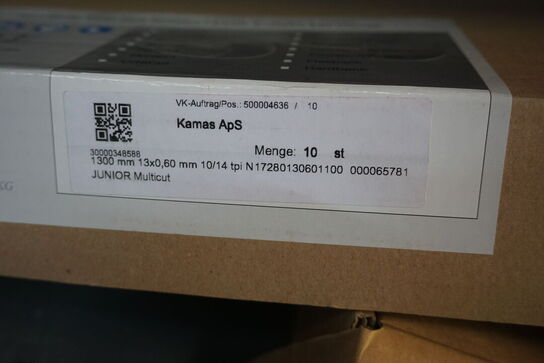 VK-Auftrag/Pos.: 500004636 / 10
Kamas ApS
Menge: 10 st
30000348588
1300 mm 13x0,60 mm 10/14 tpi N17280130601100 000065781
JUNIOR Multicut
KG